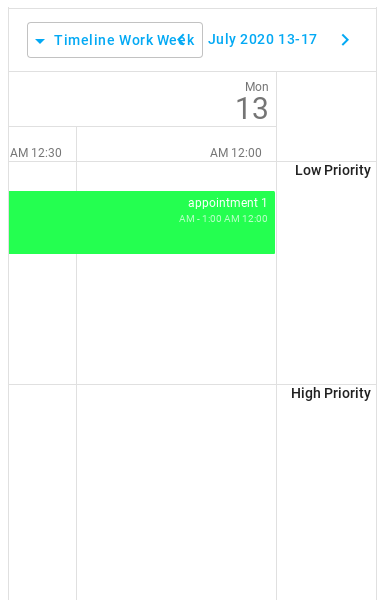 Timeline Work Week
July 2020 13-17
Mon
13
AM 12:00
AM 12:30
Low Priority
appointment 1
AM - 1:00 AM 12:00
High Priority